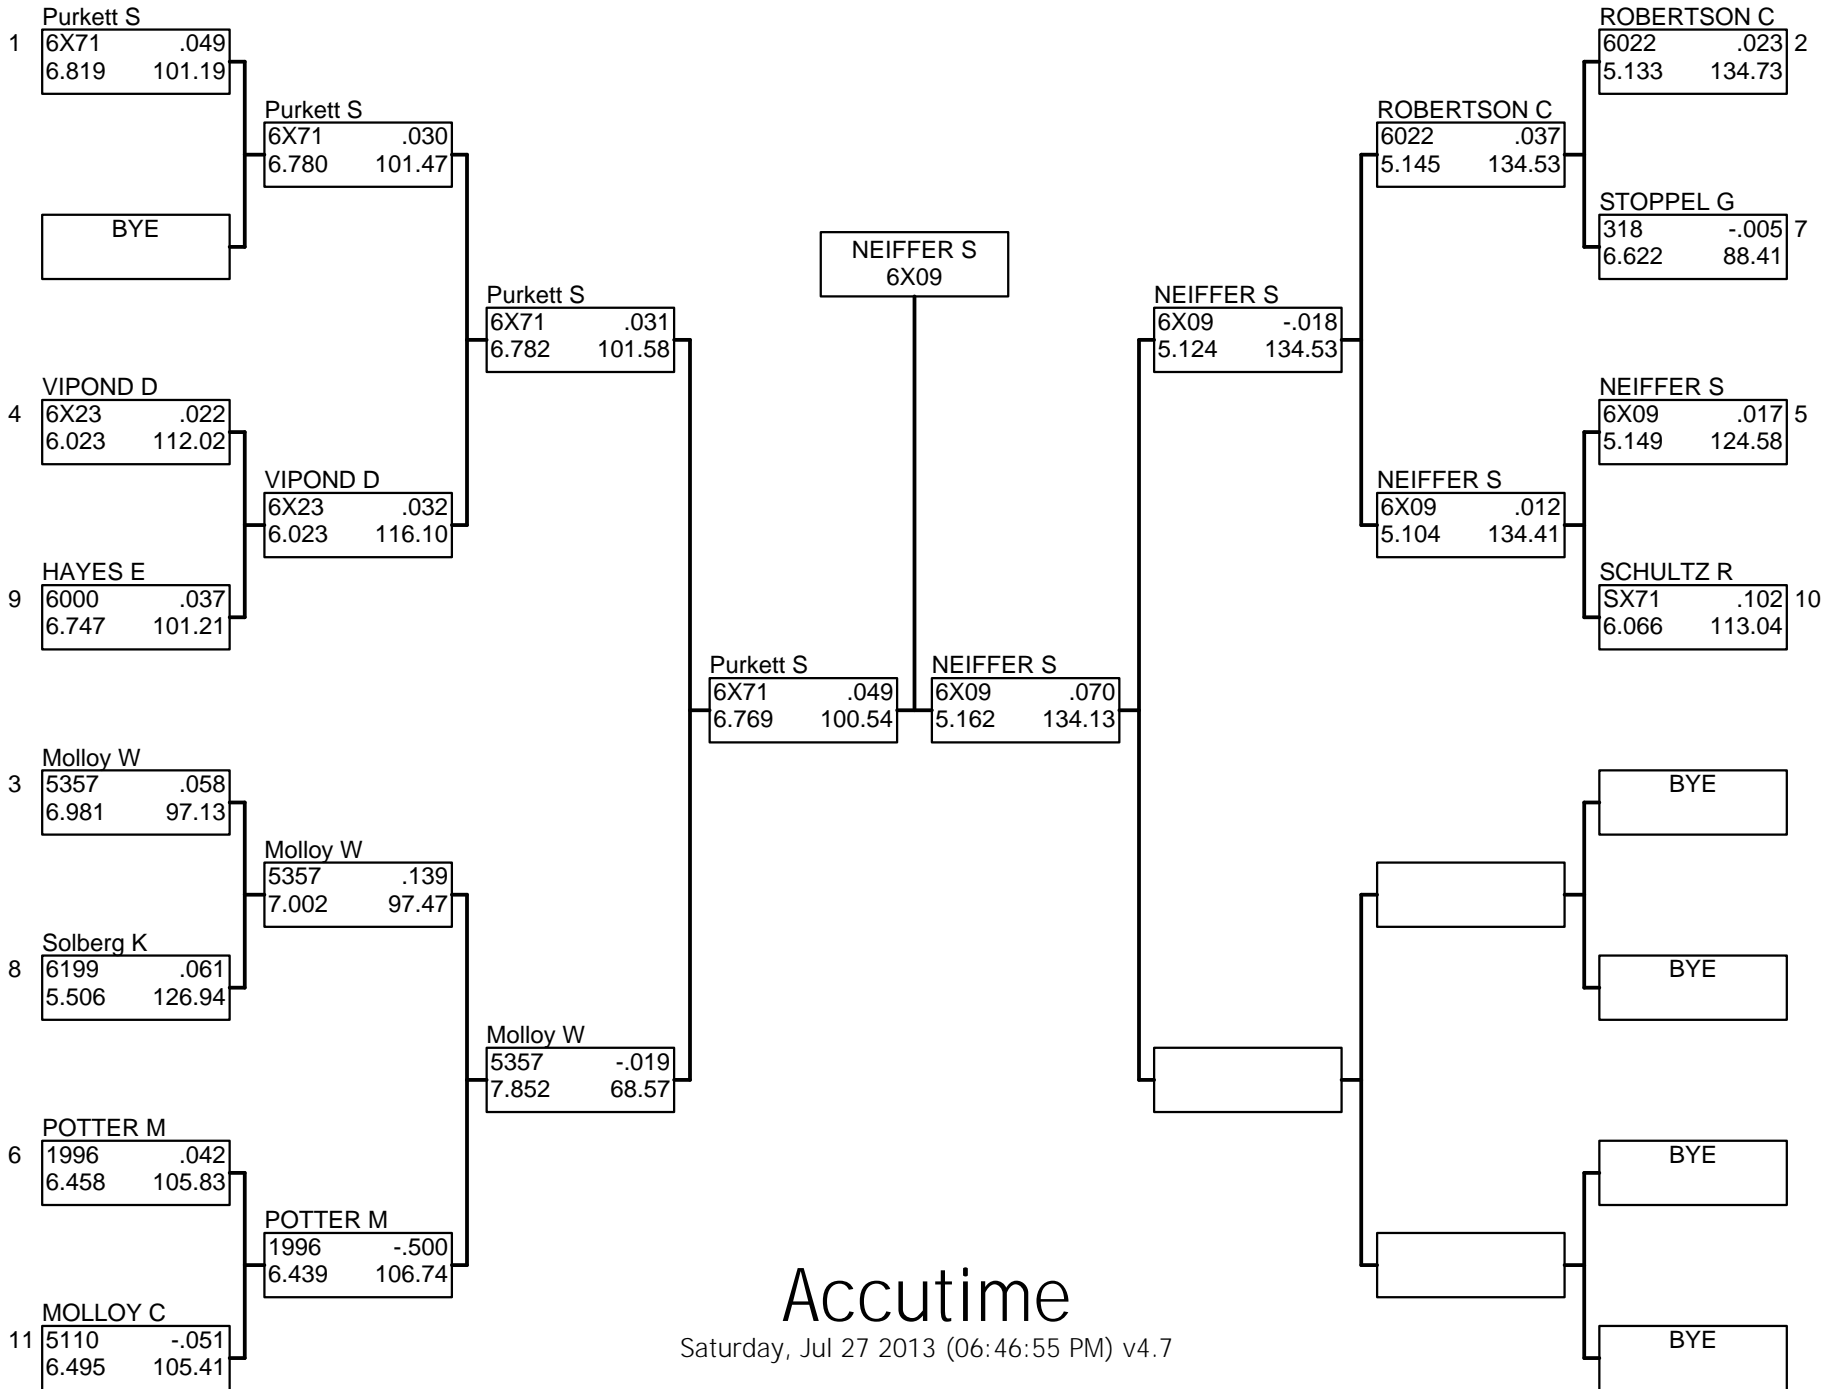 Purkett S
1
6X71 .049
6.819 101.19
BYE
VIPOND D
4
6X23 .022
6.023 112.02
HAYES E
9
6000 .037
6.747 101.21
Molloy W
3
5357 .058
6.981 97.13
Solberg K
8
6199 .061
5.506 126.94
POTTER M
6
1996 .042
6.458 105.83
MOLLOY C
11
5110 -.051
6.495 105.41
Purkett S
6X71 .030
6.780 101.47
VIPOND D
6X23 .032
6.023 116.10
Molloy W
5357 .139
7.002 97.47
POTTER M
1996 -.500
6.439 106.74
Purkett S
6X71 .031
6.782 101.58
Molloy W
5357 -.019
7.852 68.57
Purkett S
6X71 .049
6.769 100.54
NEIFFER S
6X09
NEIFFER S
6X09 .070
5.162 134.13
NEIFFER S
6X09 -.018
5.124 134.53
ROBERTSON C
6022 .037
5.145 134.53
NEIFFER S
6X09 .012
5.104 134.41
ROBERTSON C
6022 .023 2
5.133 134.73
STOPPEL G
318 -.005 7
6.622 88.41
NEIFFER S
6X09 .017 5
5.149 124.58
SCHULTZ R
SX71 .102 10
6.066 113.04
BYE
BYE
BYE
BYE
Accutime
Saturday, Jul 27 2013 (06:46:55 PM) v4.7